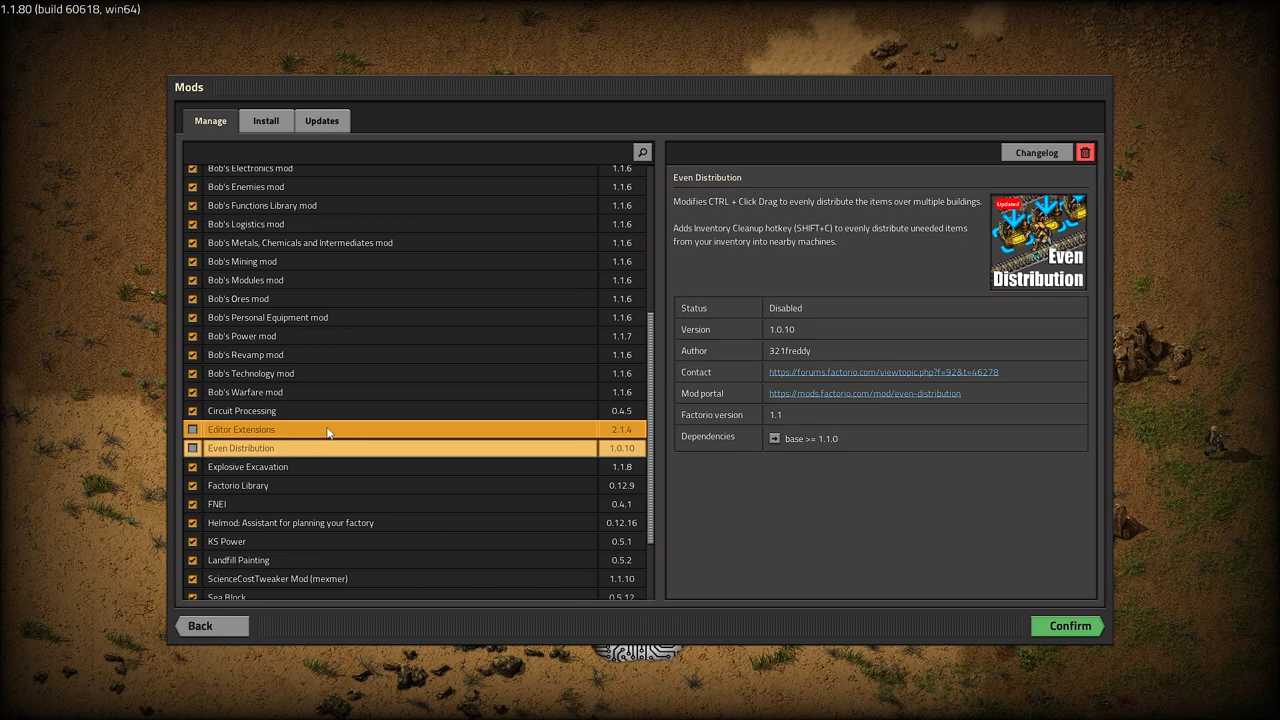 1.1.80 (build 60618, win64)
Mods
Manage Install Updates
Bob's Electronics mod 1.1.6
Bob's Enemies mod 1.1.6
Bob's Functions Library mod 1.1.6
Bob's Logistics mod 1.1.6
Bob's Metals, Chemicals and Intermediates mod 1.1.6
Bob's Mining mod 1.1.6
Bob's Modules mod 1.1.6
Bob's Ores mod 1.1.6
Bob's Personal Equipment mod 1.1.6
Bob's Power mod 1.1.7
Bob's Revamp mod 1.1.6
Bob's Technology mod 1.1.6
Bob's Warfare mod 1.1.6
Circuit Processing 0.4.5
Editor Extensions 2.1.4
Even Distribution 1.0.10
Explosive Excavation 1.1.8
Factorio Library 0.12.9
FNEI 0.4.1
Helmod: Assistant for planning your factory 0.12.16
KS Power 0.5.1
Landfill Painting 0.5.2
ScienceCostTweaker Mod (mexmer) 1.1.10
Sea Block 0.5.12
Changelog
Even Distribution
Modifies CTRL + Click Drag to evenly distribute the items over multiple buildings.
Adds Inventory Cleanup hotkey (SHIFT+C) to evenly distribute uneeded items
from your inventory into nearby machines.
Updated
Even
Distribution
Status Disabled
Version 1.0.10
Author 321freddy
Contact https://forums.factorio.com/viewtopic.php?f=92&t=46278
Mod portal https://mods.factorio.com/mod/even-distribution
Factorio version 1.1
Dependencies base >= 1.1.0
Back
Confirm